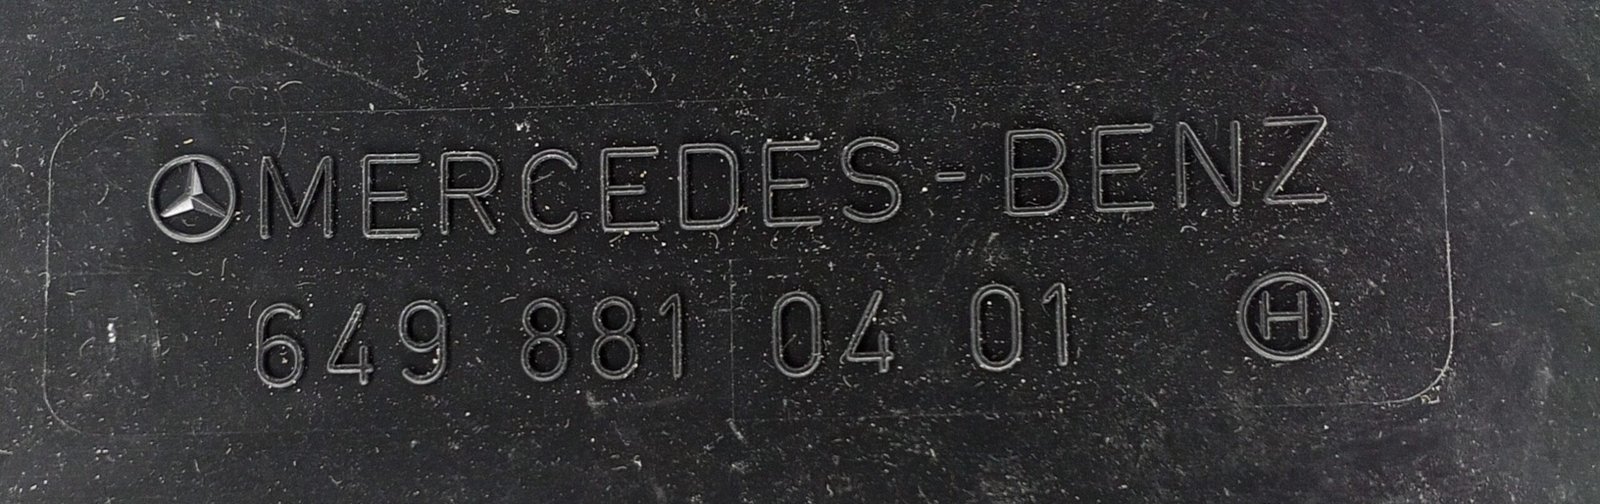 MERCEDES-BENZ
649 881 04 01 H